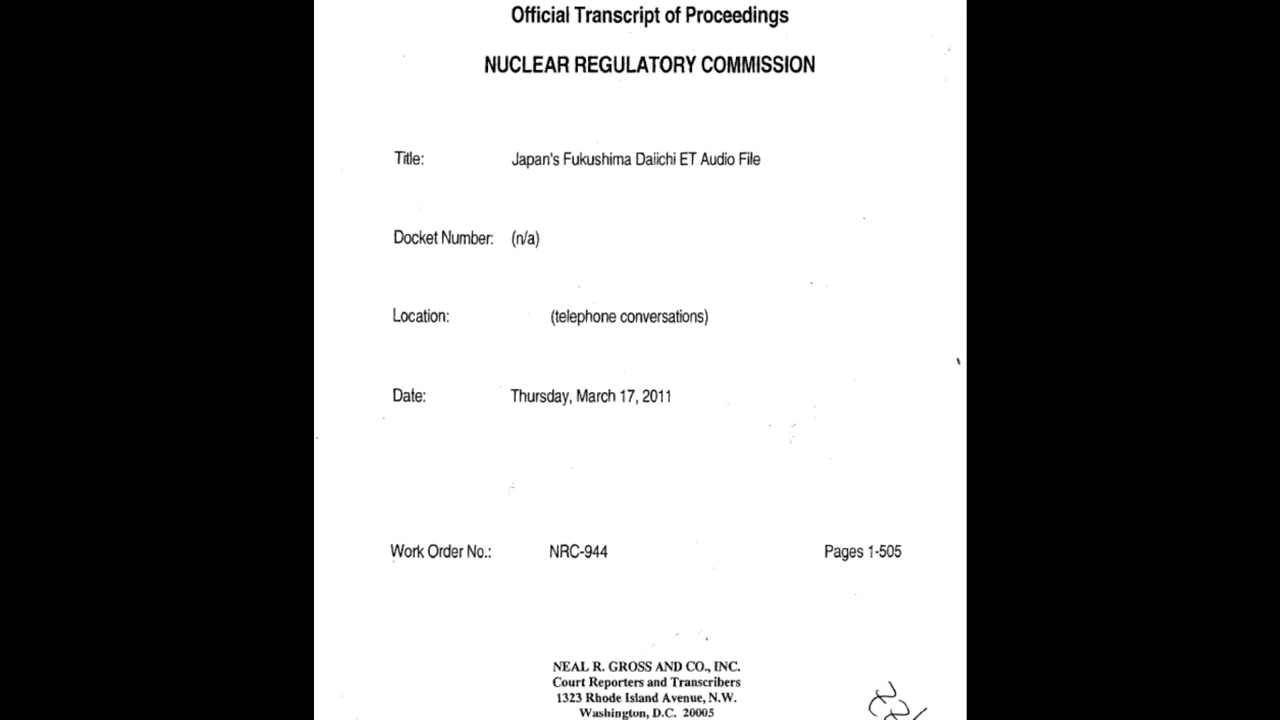 Official Transcript of Proceedings
NUCLEAR REGULATORY COMMISSION
Title: Japan's Fukushima Daiichi ET Audio File
Docket Number: (n/a)
Location: (telephone conversations)
Date: Thursday, March 17, 2011
Work Order No.: NRC-944 Pages 1-505
NEAL R. GROSS AND CO., INC.
Court Reporters and Transcribers
1323 Rhode Island Avenue, N.W.
Washington, D.C. 20005